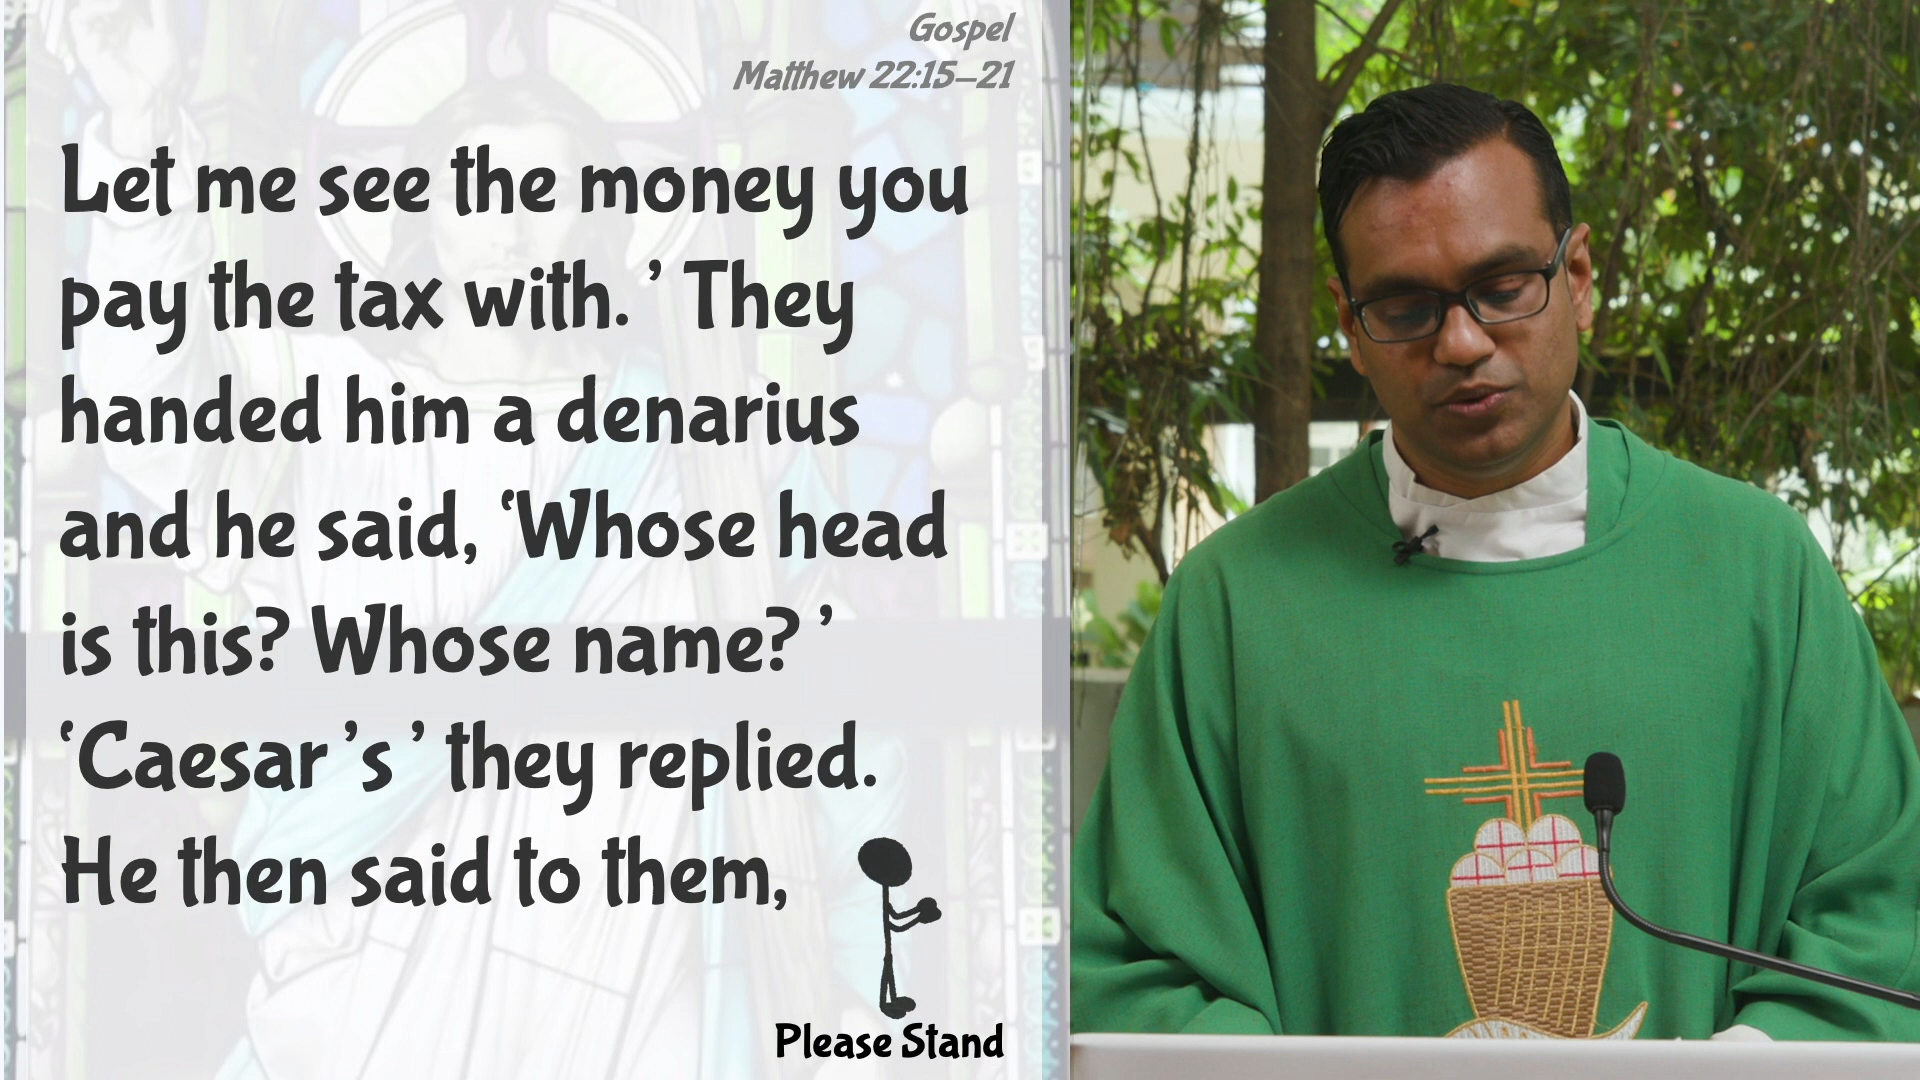 Gospel
Matthew 22:15–21
Let me see the money you
pay the tax with. ’ They
handed him a denarius
and he said, ‘Whose head
is this? Whose name? ’
‘Caesar ’s ’ they replied.
He then said to them,
Please Stand